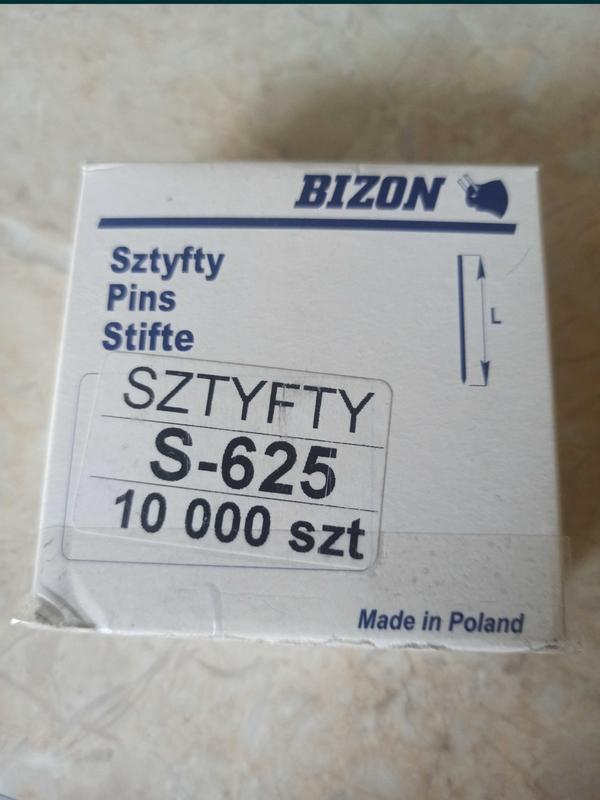 BIZON
Sztyfty
Pins
Stifte
L
SZTYFTY
S-625
10 000 szt
Made in Poland